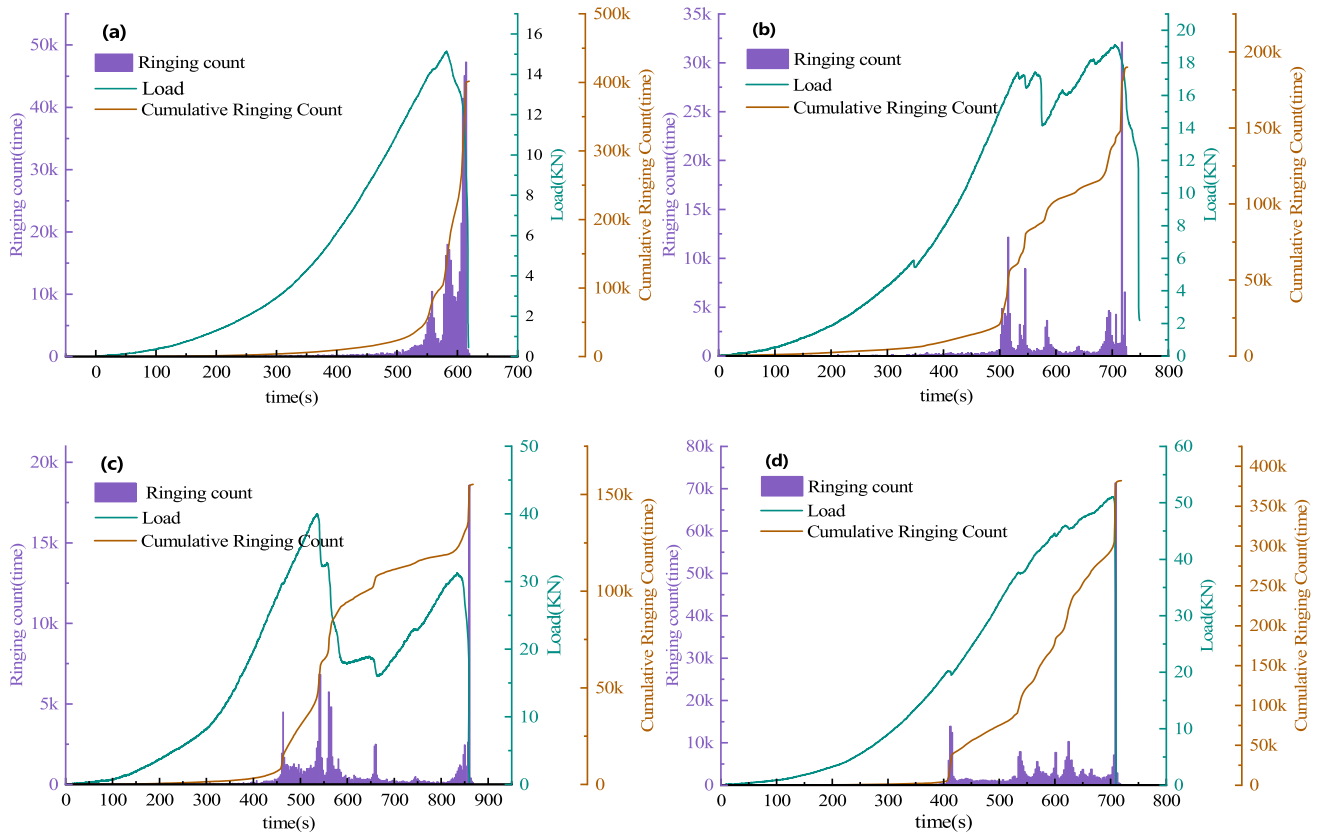 (a)
Ringing count
Load
Cumulative Ringing Count(time)
Ringing count(time)
0
10k
20k
30k
40k
50k
0
2
4
6
8
10
12
14
16
Load(KN)
0
100k
200k
300k
400k
500k
Cumulative Ringing Count(time)
0 100 200 300 400 500 600 700
time(s)
(b)
Ringing count
Load
Cumulative Ringing Count
Ringing count(time)
0
5k
10k
15k
20k
25k
30k
35k
0
2
4
6
8
10
12
14
16
18
20
Load(KN)
0
50k
100k
150k
200k
Cumulative Ringing Count(time)
0 100 200 300 400 500 600 700 800
time(s)
(c)
Ringing count
Load
Cumulative Ringing Count
Ringing count(time)
0
5k
10k
15k
20k
0
10
20
30
40
50
Load(KN)
0
50k
100k
150k
Cumulative Ringing Count(time)
0 100 200 300 400 500 600 700 800 900
time(s)
(d)
Ringing count
Load
Cumulative Ringing Count(time)
Ringing count(time)
0
10k
20k
30k
40k
50k
60k
70k
80k
0
10
20
30
40
50
60
Load(KN)
0
50k
100k
150k
200k
250k
300k
350k
400k
Cumulative Ringing Count(time)
0 100 200 300 400 500 600 700 800
time(s)